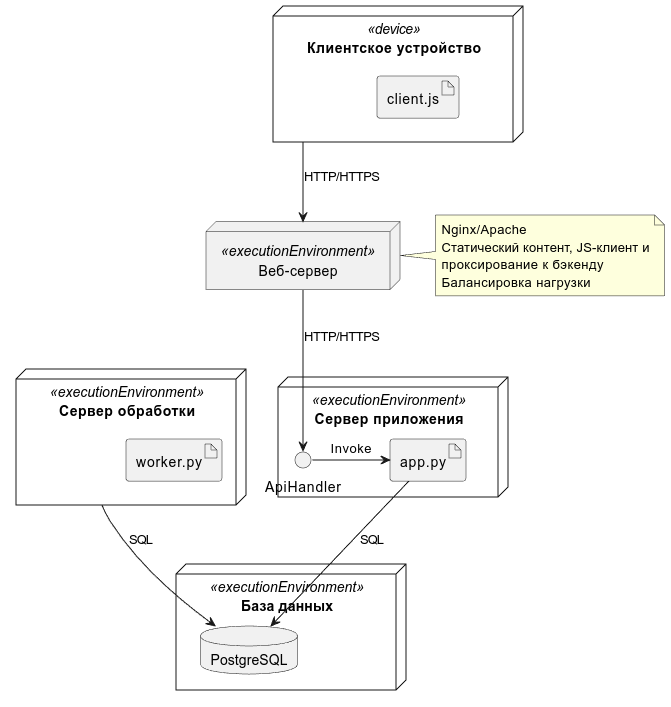 «device»
Клиентское устройство
client.js
HTTP/HTTPS
«executionEnvironment»
Веб-сервер
Nginx/Apache
Статический контент, JS-клиент и
проксирование к бэкенду
Балансировка нагрузки
HTTP/HTTPS
«executionEnvironment»
Сервер обработки
worker.py
«executionEnvironment»
Сервер приложения
Invoke
app.py
ApiHandler
SQL
SQL
«executionEnvironment»
База данных
PostgreSQL